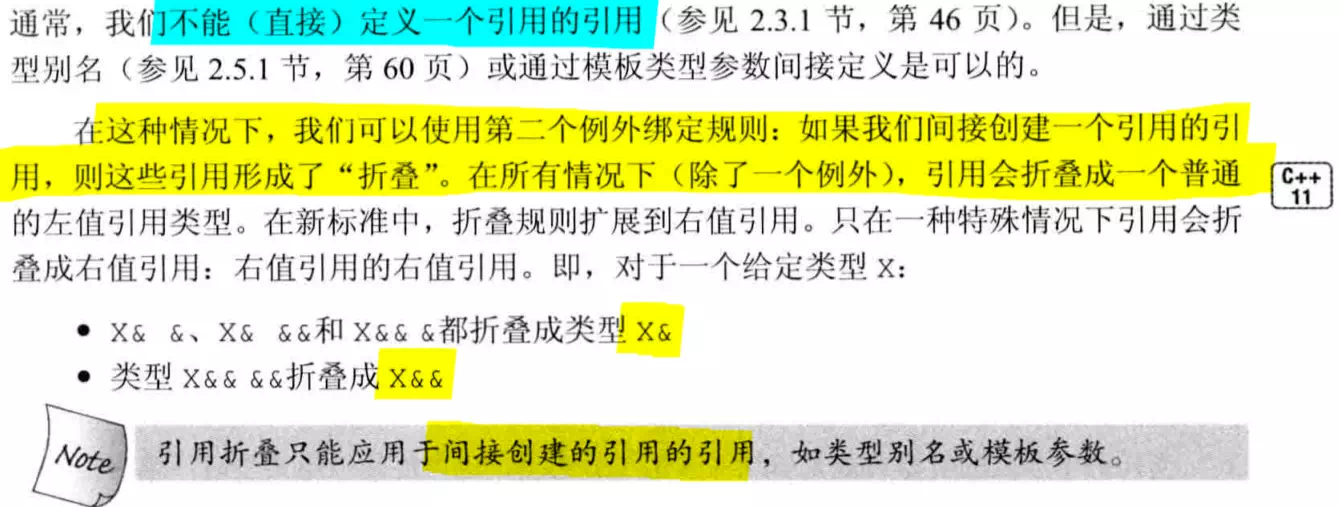 通常，我们不能（直接）定义一个引用的引用（参见 2.3.1 节，第 46 页）。但是，通过类
型别名（参见 2.5.1 节，第 60 页）或通过模板类型参数间接定义是可以的。
在这种情况下，我们可以使用第二个例外绑定规则：如果我们间接创建一个引用的引
用，则这些引用形成了“折叠”。在所有情况下（除了一个例外），引用会折叠成一个普通
C++
11
的左值引用类型。在新标准中，折叠规则扩展到右值引用。只在一种特殊情况下引用会折
叠成右值引用：右值引用的右值引用。即，对于一个给定类型 X：
• X& &、X& &&和 X&& &都折叠成类型 X&
• 类型 X&& &&折叠成 X&&
Note 引用折叠只能应用于间接创建的引用的引用，如类型别名或模板参数。